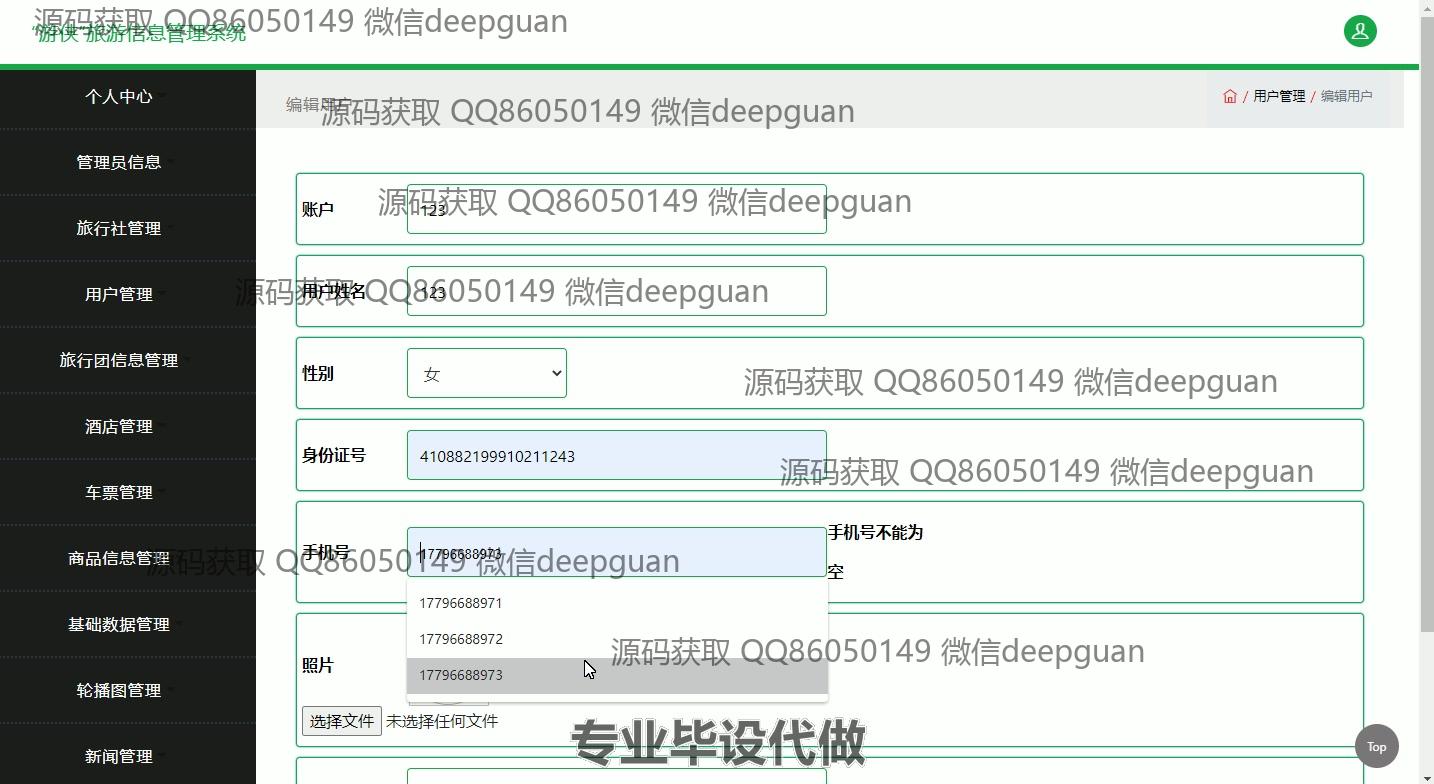 源码获取 QQ86050149 微信deepguan
“游侠”旅游信息管理系统
个人中心
管理员信息
旅行社管理
用户管理
旅行团信息管理
酒店管理
车票管理
商品信息管理
基础数据管理
轮播图管理
新闻管理
编辑用户
源码获取 QQ86050149 微信deepguan
/ 用户管理 / 编辑用户
源码获取 QQ86050149 微信deepguan
账户
123
源码获取 QQ86050149 微信deepguan
用户姓名
123
性别
女
源码获取 QQ86050149 微信deepguan
身份证号
410882199910211243
源码获取 QQ86050149 微信deepguan
手机号
17796688973
手机号不能为
空
源码获取 QQ86050149 微信deepguan
17796688971
17796688972
17796688973
源码获取 QQ86050149 微信deepguan
照片
选择文件 未选择任何文件
专业毕设代做
Top